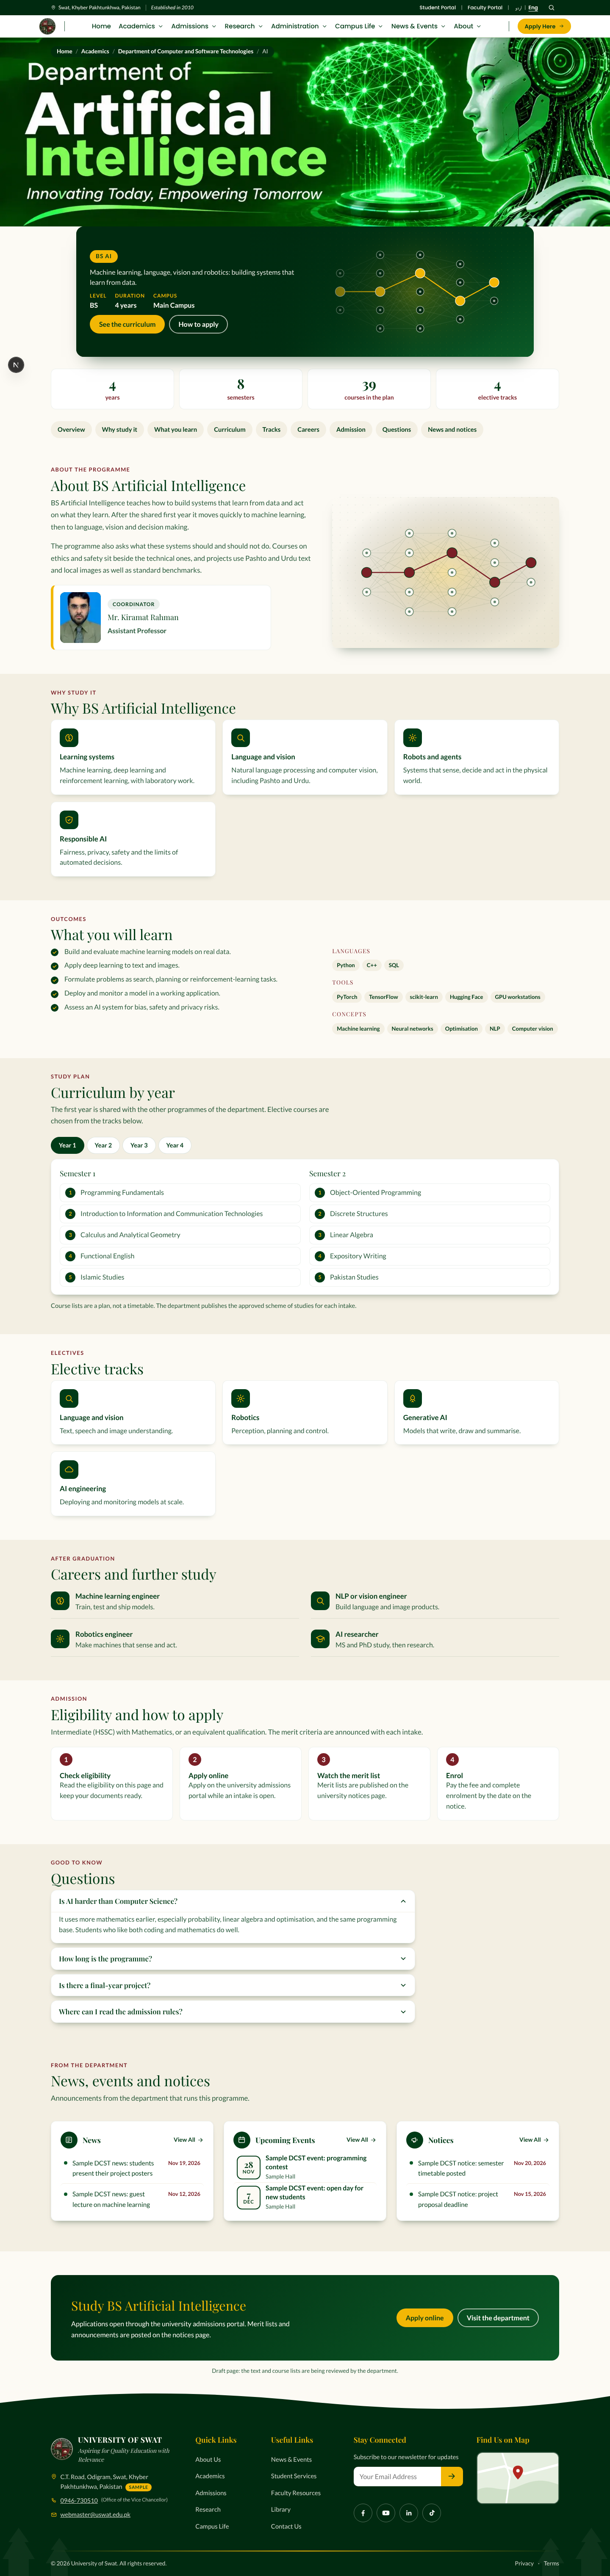 Swat, Khyber Pakhtunkhwa, Pakistan | Established in 2010
Student Portal | Faculty Portal | اردو | Eng
Home Academics Admissions Research Administration Campus Life News & Events About Apply Here
Home / Academics / Department of Computer and Software Technologies / AI
Department of
Artificial
Intelligence
Innovating Today, Empowering Tomorrow
BS AI
Machine learning, language, vision and robotics: building systems that
learn from data.
LEVEL DURATION CAMPUS
BS 4 years Main Campus
See the curriculum How to apply
N
4 8 39 4
years semesters courses in the plan elective tracks
Overview Why study it What you learn Curriculum Tracks Careers Admission Questions News and notices
ABOUT THE PROGRAMME
About BS Artificial Intelligence
BS Artificial Intelligence teaches how to build systems that learn from data and act
on what they learn. After the shared first year it moves quickly to machine learning,
then to language, vision and decision making.
The programme also asks what these systems should and should not do. Courses on
ethics and safety sit beside the technical ones, and projects use Pashto and Urdu text
and local images as well as standard benchmarks.
COORDINATOR
Mr. Kiramat Rahman
Assistant Professor
WHY STUDY IT
Why BS Artificial Intelligence
Learning systems
Machine learning, deep learning and
reinforcement learning, with laboratory work.
Language and vision
Natural language processing and computer vision,
including Pashto and Urdu.
Robots and agents
Systems that sense, decide and act in the physical
world.
Responsible AI
Fairness, privacy, safety and the limits of
automated decisions.
OUTCOMES
What you will learn
Build and evaluate machine learning models on real data.
Apply deep learning to text and images.
Formulate problems as search, planning or reinforcement-learning tasks.
Deploy and monitor a model in a working application.
Assess an AI system for bias, safety and privacy risks.
LANGUAGES
Python C++ SQL
TOOLS
PyTorch TensorFlow scikit-learn Hugging Face GPU workstations
CONCEPTS
Machine learning Neural networks Optimisation NLP Computer vision
STUDY PLAN
Curriculum by year
The first year is shared with the other programmes of the department. Elective courses are
chosen from the tracks below.
Year 1 Year 2 Year 3 Year 4
Semester 1
1 Programming Fundamentals
2 Introduction to Information and Communication Technologies
3 Calculus and Analytical Geometry
4 Functional English
5 Islamic Studies
Semester 2
1 Object-Oriented Programming
2 Discrete Structures
3 Linear Algebra
4 Expository Writing
5 Pakistan Studies
Course lists are a plan, not a timetable. The department publishes the approved scheme of studies for each intake.
ELECTIVES
Elective tracks
Language and vision
Text, speech and image understanding.
Robotics
Perception, planning and control.
Generative AI
Models that write, draw and summarise.
AI engineering
Deploying and monitoring models at scale.
AFTER GRADUATION
Careers and further study
Machine learning engineer
Train, test and ship models.
NLP or vision engineer
Build language and image products.
Robotics engineer
Make machines that sense and act.
AI researcher
MS and PhD study, then research.
ADMISSION
Eligibility and how to apply
Intermediate (HSSC) with Mathematics, or an equivalent qualification. The merit criteria are announced with each intake.
1
Check eligibility
Read the eligibility on this page and
keep your documents ready.
2
Apply online
Apply on the university admissions
portal while an intake is open.
3
Watch the merit list
Merit lists are published on the
university notices page.
4
Enrol
Pay the fee and complete
enrolment by the date on the
notice.
GOOD TO KNOW
Questions
Is AI harder than Computer Science?
It uses more mathematics earlier, especially probability, linear algebra and optimisation, and the same programming
base. Students who like both coding and mathematics do well.
How long is the programme?
Is there a final-year project?
Where can I read the admission rules?
FROM THE DEPARTMENT
News, events and notices
Announcements from the department that runs this programme.
News View All
Sample DCST news: students
present their project posters
Nov 19, 2026
Sample DCST news: guest
lecture on machine learning
Nov 12, 2026
Upcoming Events View All
28
NOV
Sample DCST event: programming
contest
Sample Hall
7
DEC
Sample DCST event: open day for
new students
Sample Hall
Notices View All
Sample DCST notice: semester
timetable posted
Nov 20, 2026
Sample DCST notice: project
proposal deadline
Nov 15, 2026
Study BS Artificial Intelligence
Applications open through the university admissions portal. Merit lists and
announcements are posted on the notices page.
Apply online Visit the department
Draft page: the text and course lists are being reviewed by the department.
UNIVERSITY OF SWAT
Aspiring for Quality Education with
Relevance
C.T. Road, Odigram, Swat, Khyber
Pakhtunkhwa, Pakistan SAMPLE
0946-730510 (Office of the Vice Chancellor)
webmaster@uswat.edu.pk
Quick Links
About Us
Academics
Admissions
Research
Campus Life
Useful Links
News & Events
Student Services
Faculty Resources
Library
Contact Us
Stay Connected
Subscribe to our newsletter for updates
Your Email Address
Find Us on Map
© 2026 University of Swat. All rights reserved.
Privacy · Terms